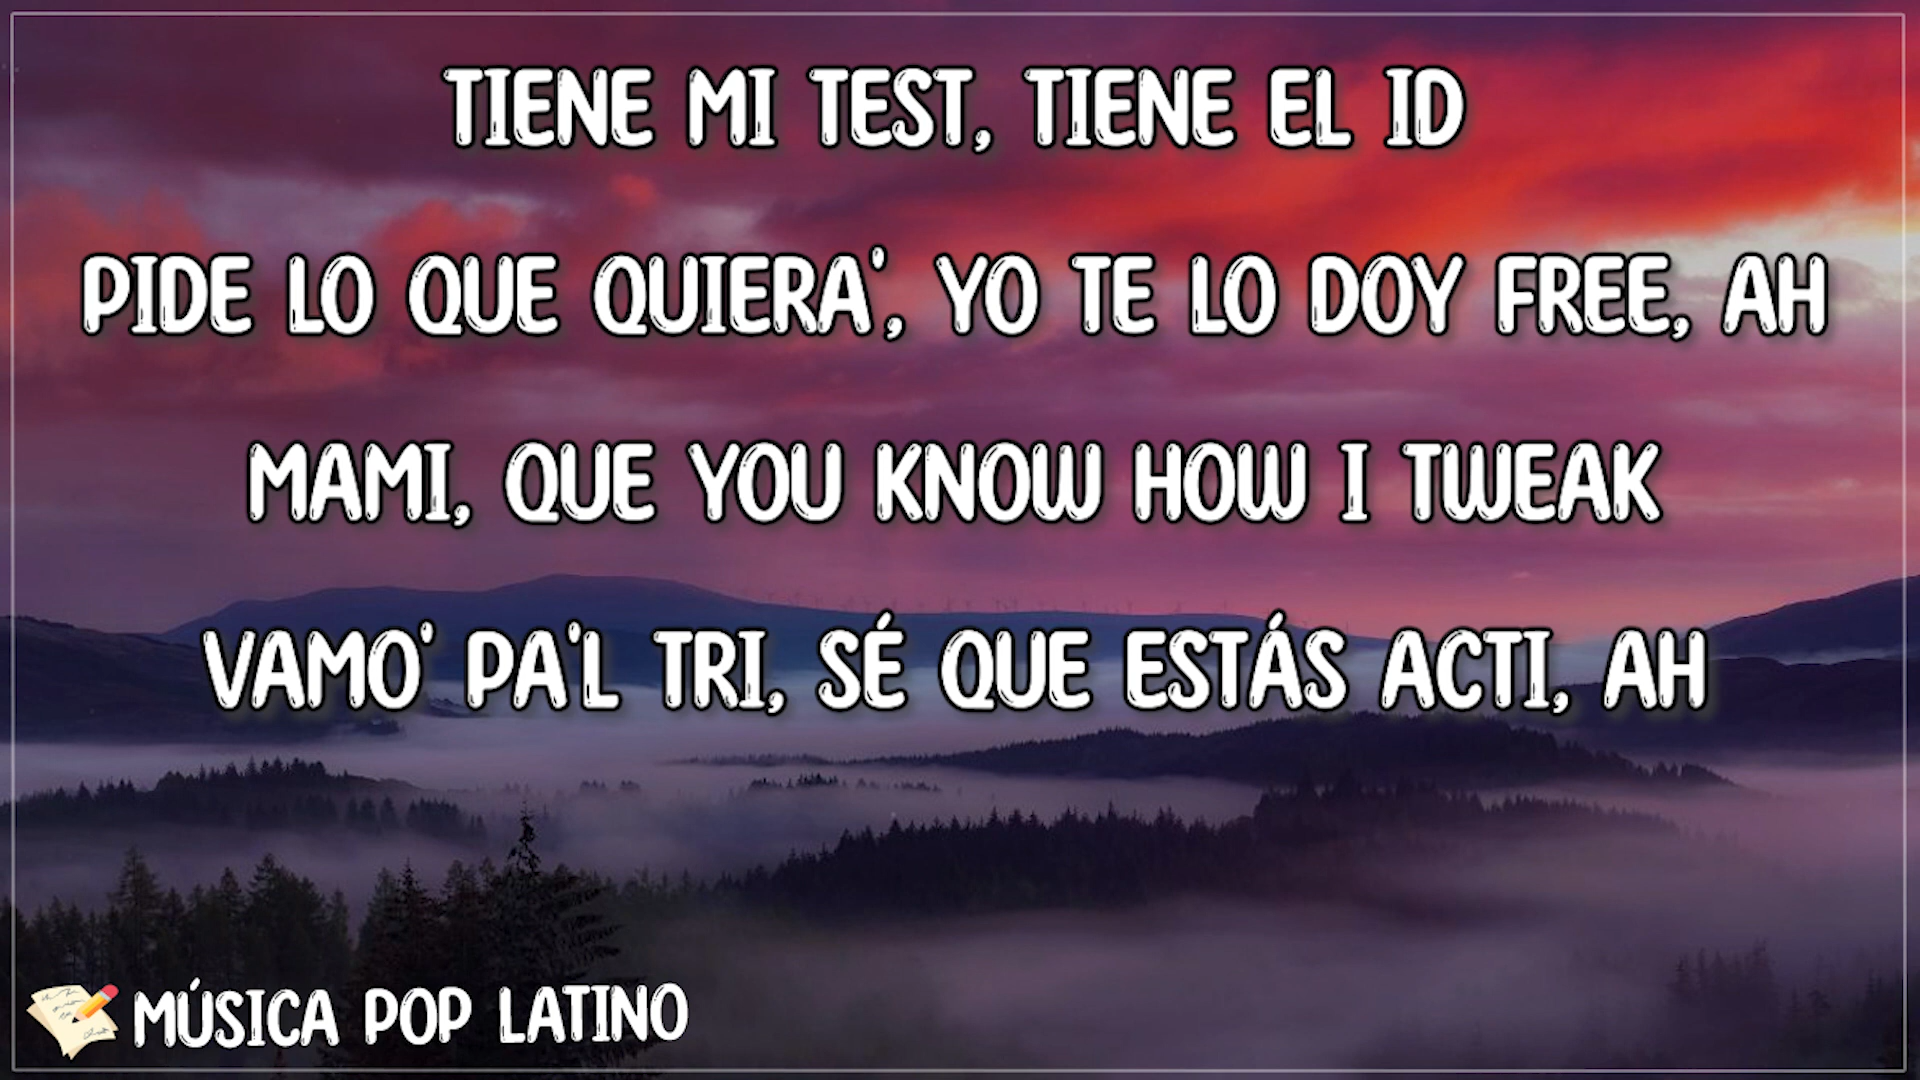 TIENE MI TEST, TIENE EL ID
PIDE LO QUE QUIERA', YO TE LO DOY FREE, AH
MAMI, QUE YOU KNOW HOW I TWEAK
VAMO' PA'L TRI, SÉ QUE ESTÁS ACTI, AH
MÚSICA POP LATINO